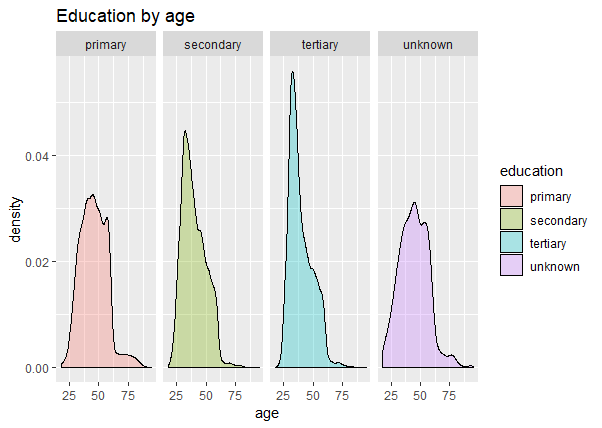 Education by age
primary secondary tertiary unknown
0.04
0.02
0.00
density
25 50 75 25 50 75 25 50 75 25 50 75
age
education
primary
secondary
tertiary
unknown